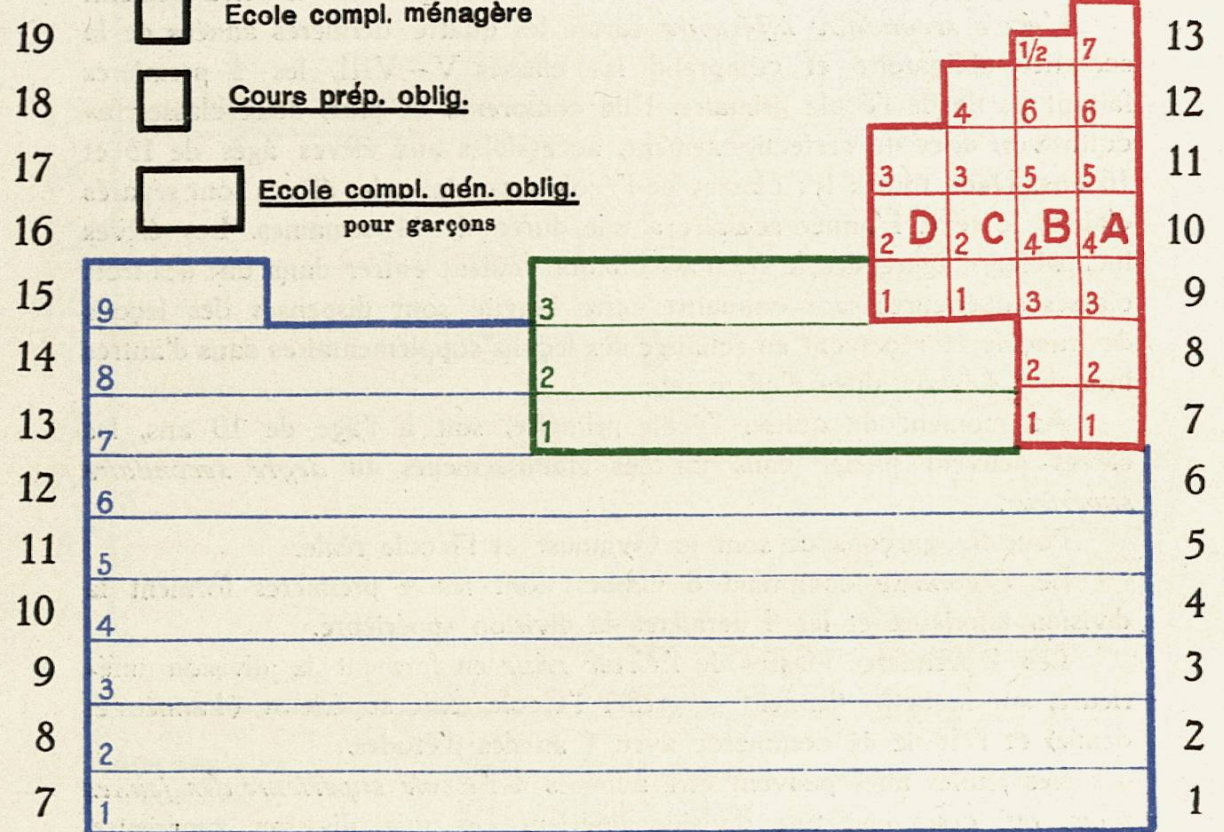 19 Ecole compl. ménagère 13
1/2 7
18 Cours prép. oblig. 4 6 6 12
17 Ecole compl. gén. oblig. 3 3 5 5 11
pour garçons
16 2 D 2 C 4 B 4 A 10
15 9 3 1 1 3 3 9
14 8 2 2 2 8
13 7 1 1 1 7
12 6 6
11 5 5
10 4 4
9 3 3
8 2 2
7 1 1